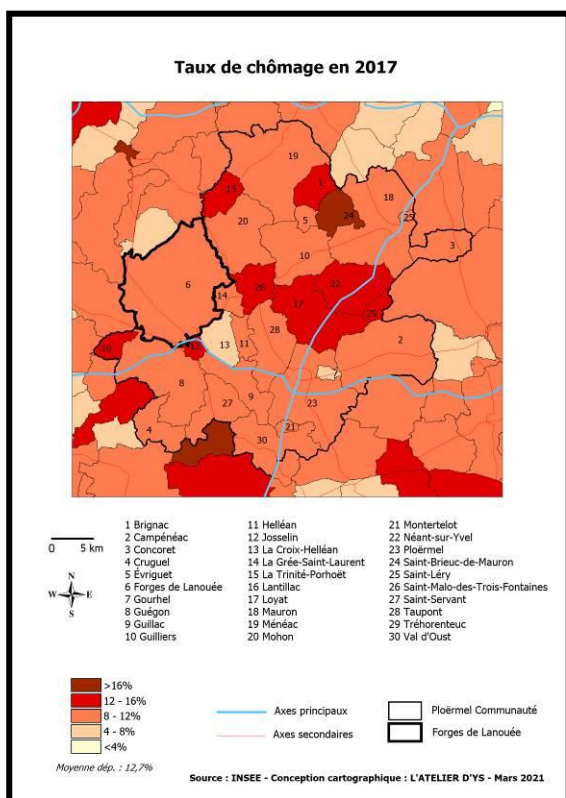 Taux de chômage en 2017
19
1
15
18
24
25
5
20
3
10
6
26
22
14
17
29
28
2
16
12
13
11
8
27
9
23
4
21
30
0 5 km
N
W E
S
1 Brignac
2 Campénéac
3 Concoret
4 Cruguel
5 Évriguet
6 Forges de Lanouée
7 Gourhel
8 Guégon
9 Guillac
10 Guilliers
11 Helléan
12 Josselin
13 La Croix-Helléan
14 La Grée-Saint-Laurent
15 La Trinité-Porhoët
16 Lantillac
17 Loyat
18 Mauron
19 Ménéac
20 Mohon
21 Montertelot
22 Néant-sur-Yvel
23 Ploërmel
24 Saint-Brieuc-de-Mauron
25 Saint-Léry
26 Saint-Malo-des-Trois-Fontaines
27 Saint-Servant
28 Taupont
29 Tréhorenteuc
30 Val d'Oust
>16%
12 - 16%
8 - 12%
4 - 8%
<4%
Moyenne dép. : 12,7%
Axes principaux
Axes secondaires
Ploërmel Communauté
Forges de Lanouée
Source : INSEE - Conception cartographique : L'ATELIER D'YS - Mars 2021